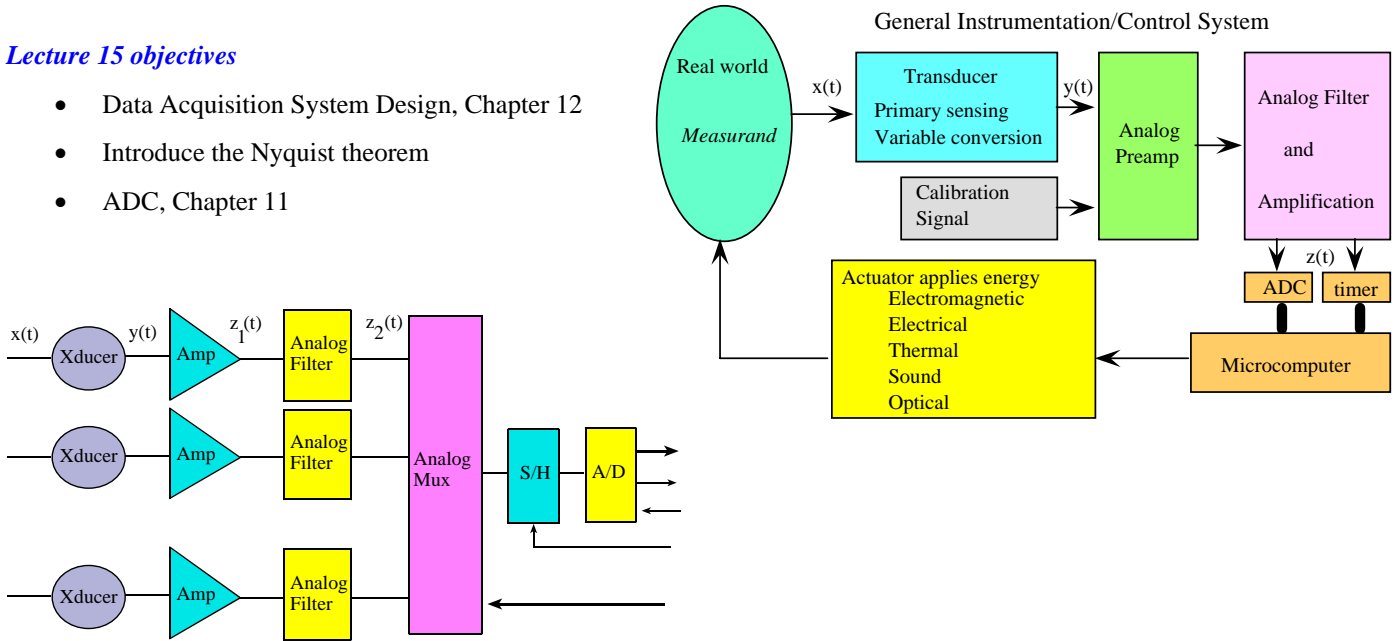 Lecture 15 objectives
• Data Acquisition System Design, Chapter 12
• Introduce the Nyquist theorem
• ADC, Chapter 11
General Instrumentation/Control System
Real world
Measurand
x(t)
Transducer
Primary sensing
Variable conversion
y(t)
Calibration
Signal
Analog
Preamp
Analog Filter
and
Amplification
z(t)
ADC
timer
Microcomputer
Actuator applies energy
Electromagnetic
Electrical
Thermal
Sound
Optical
x(t)
Xducer
y(t)
Amp
z1(t)
Analog
Filter
z2(t)
Xducer
Amp
Analog
Filter
Xducer
Amp
Analog
Filter
Analog
Mux
S/H
A/D